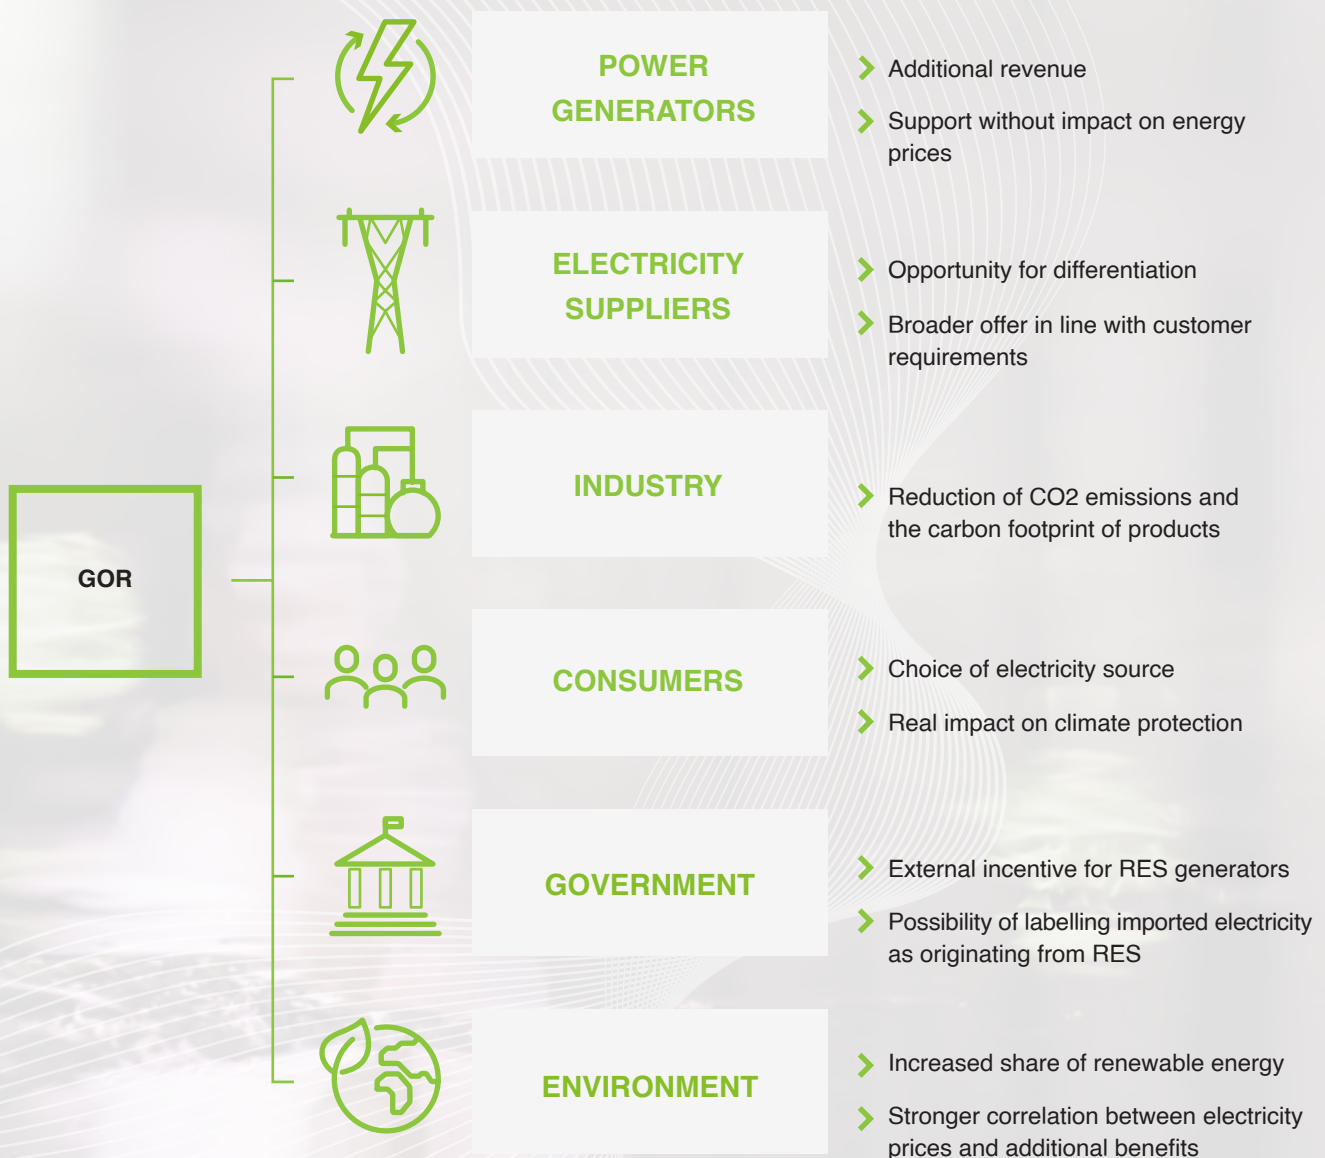 GOR
POWER
GENERATORS
Additional revenue
Support without impact on energy
prices
ELECTRICITY
SUPPLIERS
Opportunity for differentiation
Broader offer in line with customer
requirements
INDUSTRY
Reduction of CO2 emissions and
the carbon footprint of products
CONSUMERS
Choice of electricity source
Real impact on climate protection
GOVERNMENT
External incentive for RES generators
Possibility of labelling imported electricity
as originating from RES
ENVIRONMENT
Increased share of renewable energy
Stronger correlation between electricity
prices and additional benefits